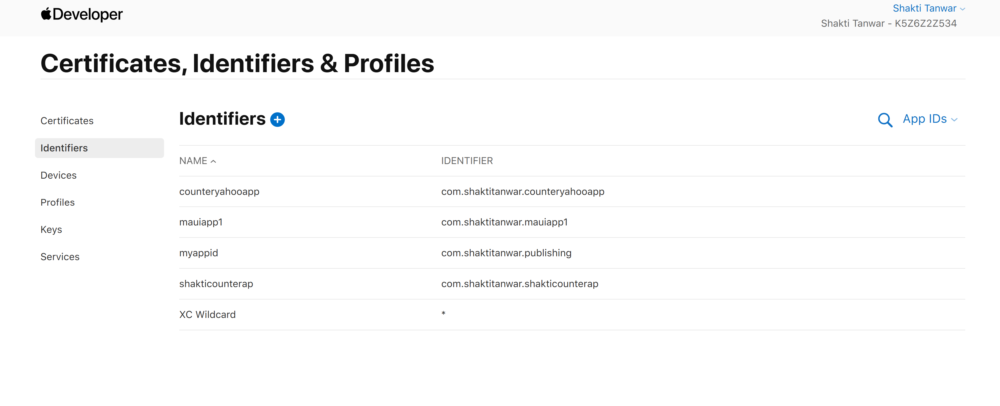 Developer
Shakti Tanwar
Shakti Tanwar - K5Z6Z2Z534
Certificates, Identifiers & Profiles
Certificates
Identifiers
Devices
Profiles
Keys
Services
Identifiers
App IDs
NAME IDENTIFIER
counteryahooapp com.shaktitanwar.counteryahooapp
mauiapp1 com.shaktitanwar.mauiapp1
myappid com.shaktitanwar.publishing
shakticounterap com.shaktitanwar.shakticounterap
XC Wildcard *